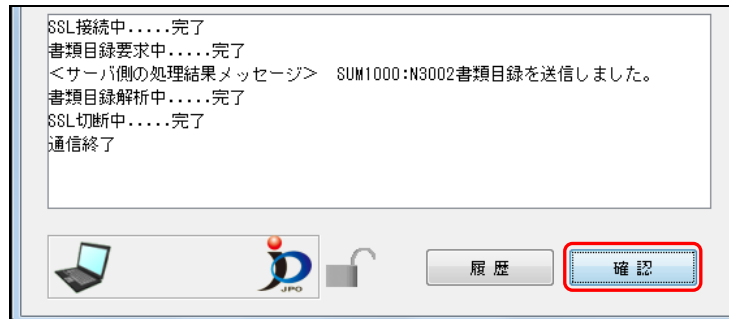 SSL接続中.....完了
書類目録要求中.....完了
＜サーバ側の処理結果メッセージ＞　SUM1000:N3002書類目録を送信しました。
書類目録解析中.....完了
SSL切断中.....完了
通信終了
JPO
履 歴
確 認